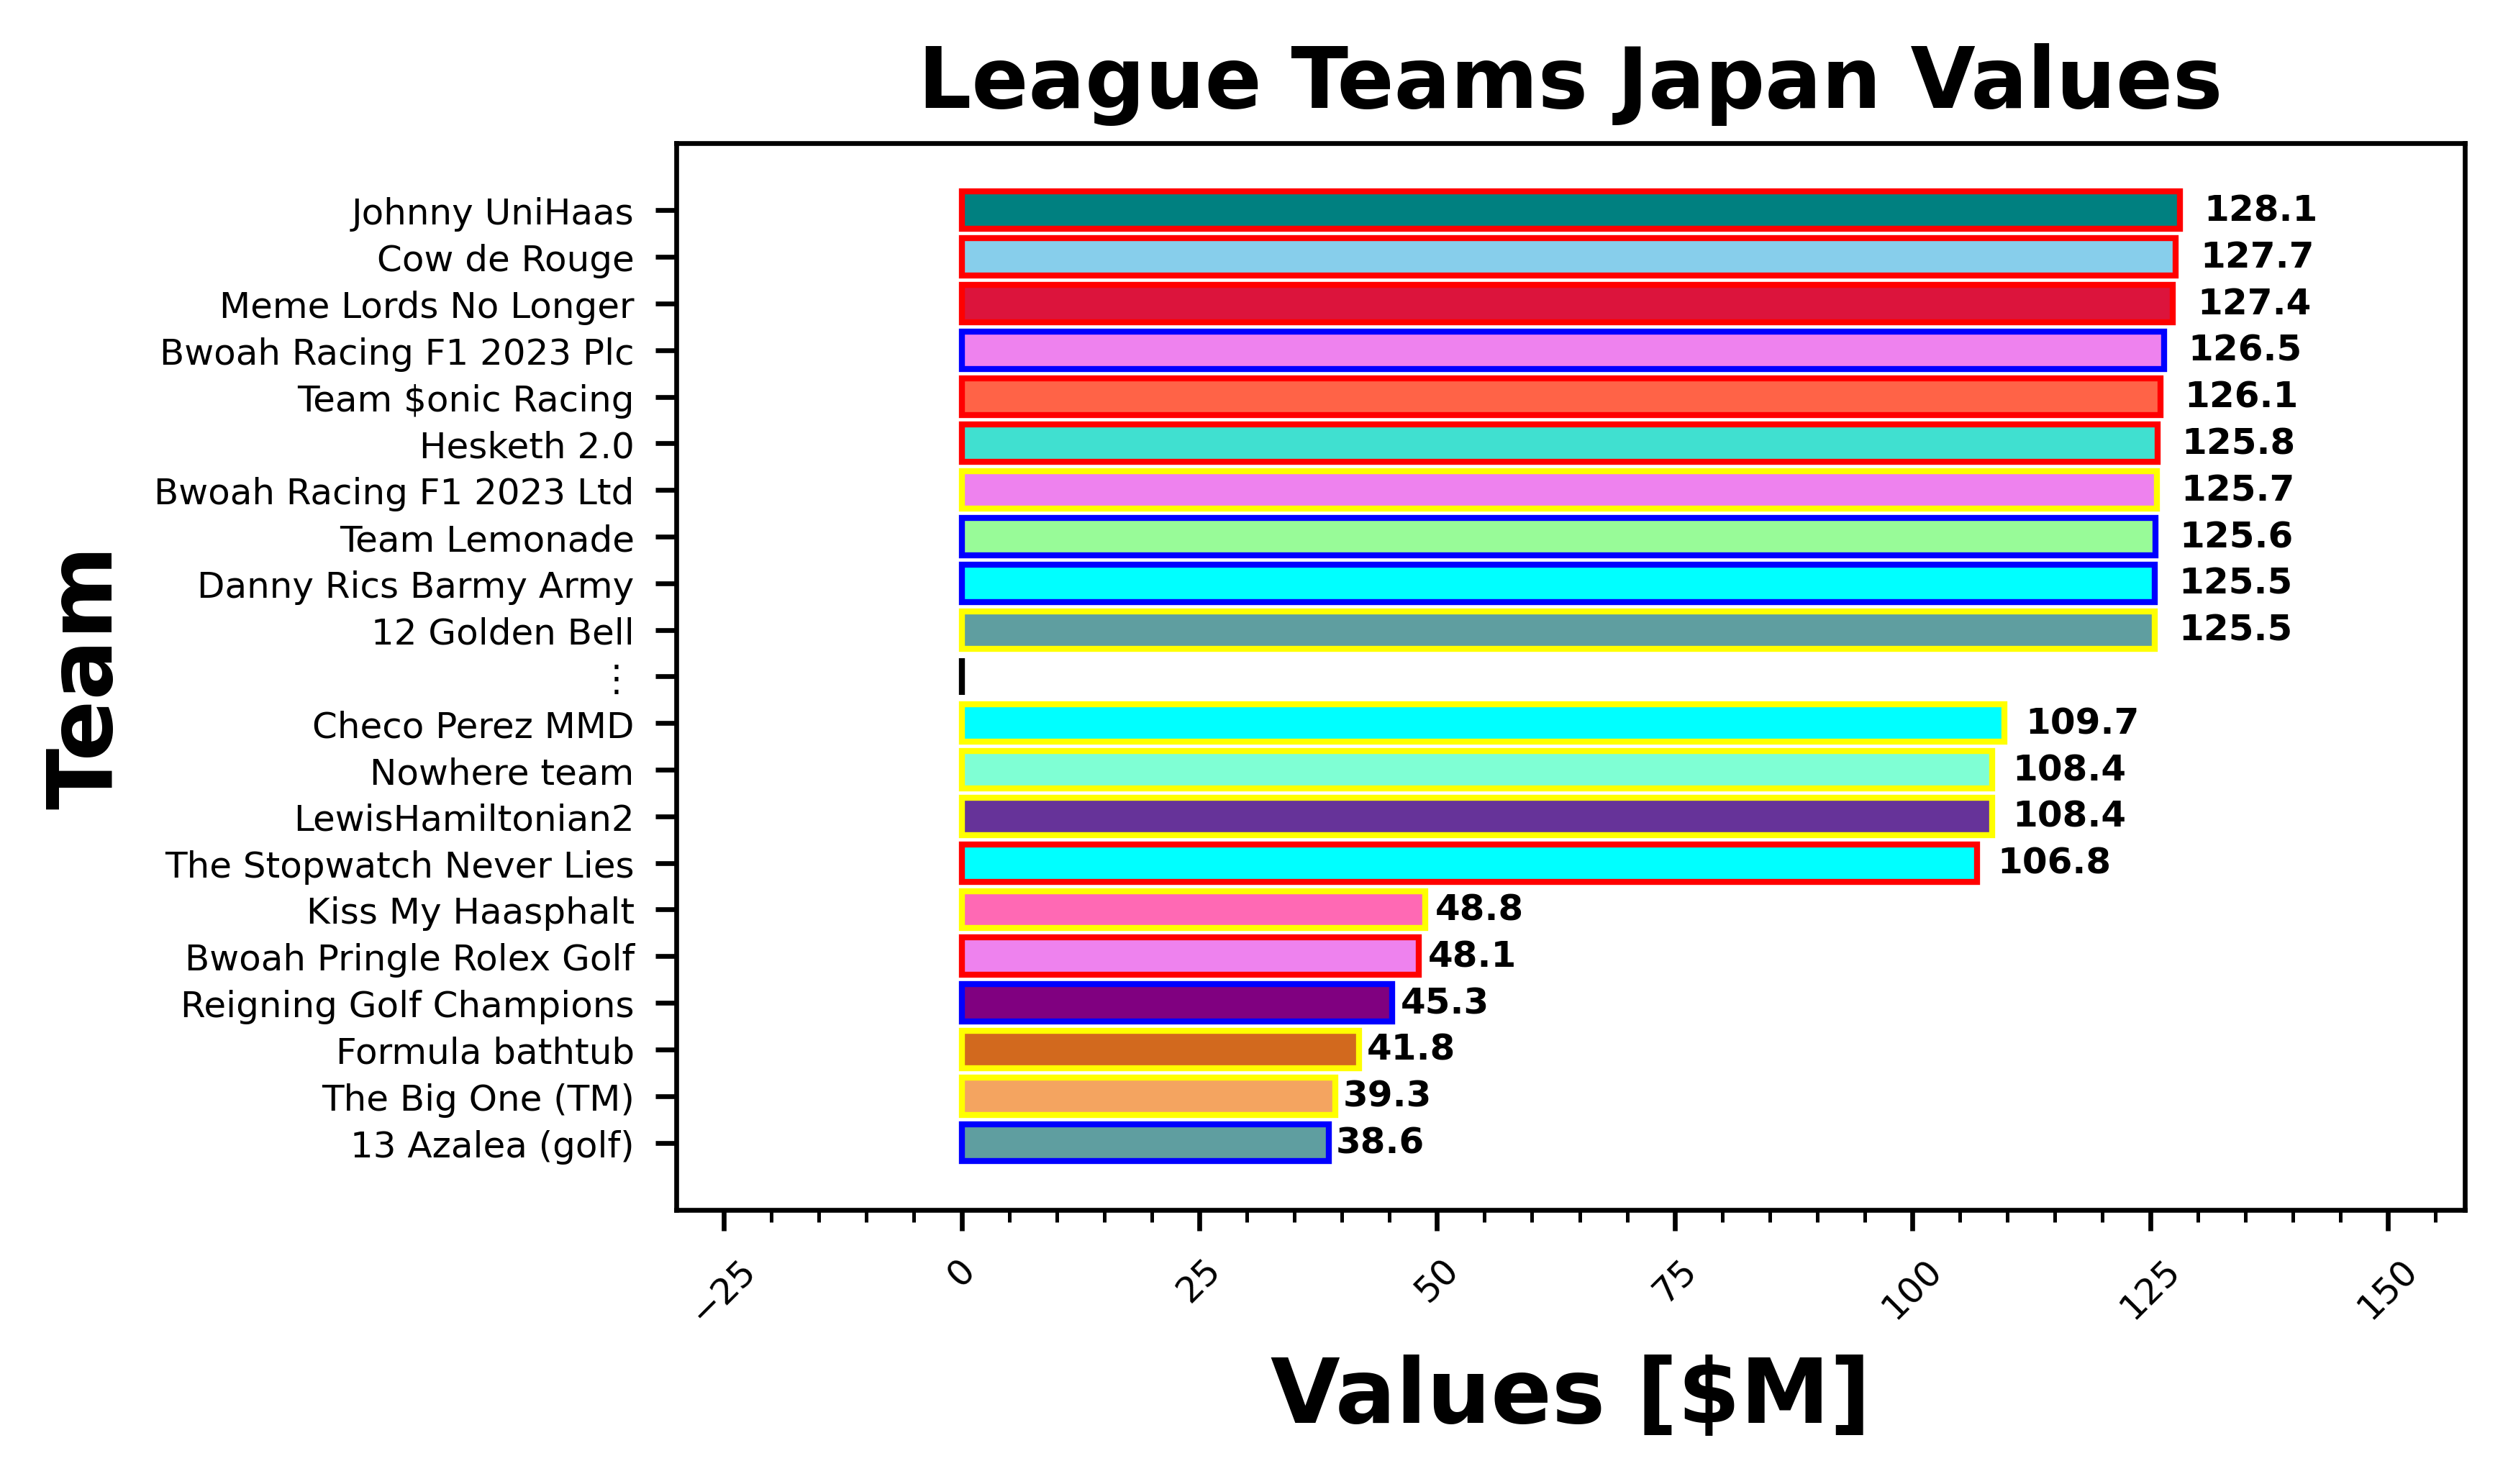 League Teams Japan Values
Team
Johnny UniHaas 128.1
Cow de Rouge 127.7
Meme Lords No Longer 127.4
Bwoah Racing F1 2023 Plc 126.5
Team $onic Racing 126.1
Hesketh 2.0 125.8
Bwoah Racing F1 2023 Ltd 125.7
Team Lemonade 125.6
Danny Rics Barmy Army 125.5
12 Golden Bell 125.5
⋮
Checo Perez MMD 109.7
Nowhere team 108.4
LewisHamiltonian2 108.4
The Stopwatch Never Lies 106.8
Kiss My Haasphalt 48.8
Bwoah Pringle Rolex Golf 48.1
Reigning Golf Champions 45.3
Formula bathtub 41.8
The Big One (TM) 39.3
13 Azalea (golf) 38.6
−25 0 25 50 75 100 125 150
Values [$M]